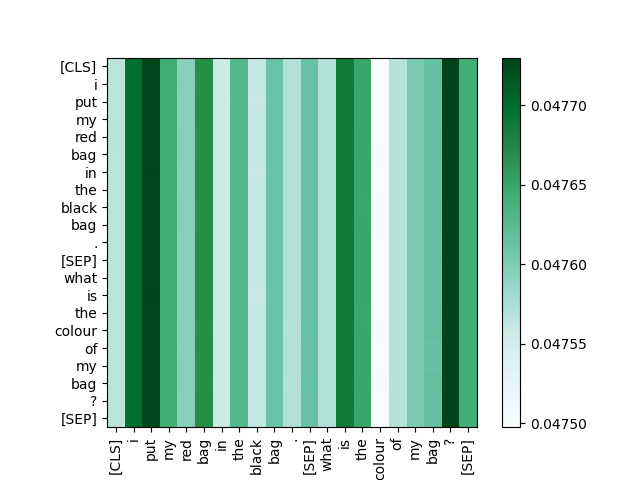 [CLS]
i
put
my
red
bag
in
the
black
bag
.
[SEP]
what
is
the
colour
of
my
bag
?
[SEP]
[CLS]
i
put
my
red
bag
in
the
black
bag
.
[SEP]
what
is
the
colour
of
my
bag
?
[SEP]
0.04770
0.04765
0.04760
0.04755
0.04750